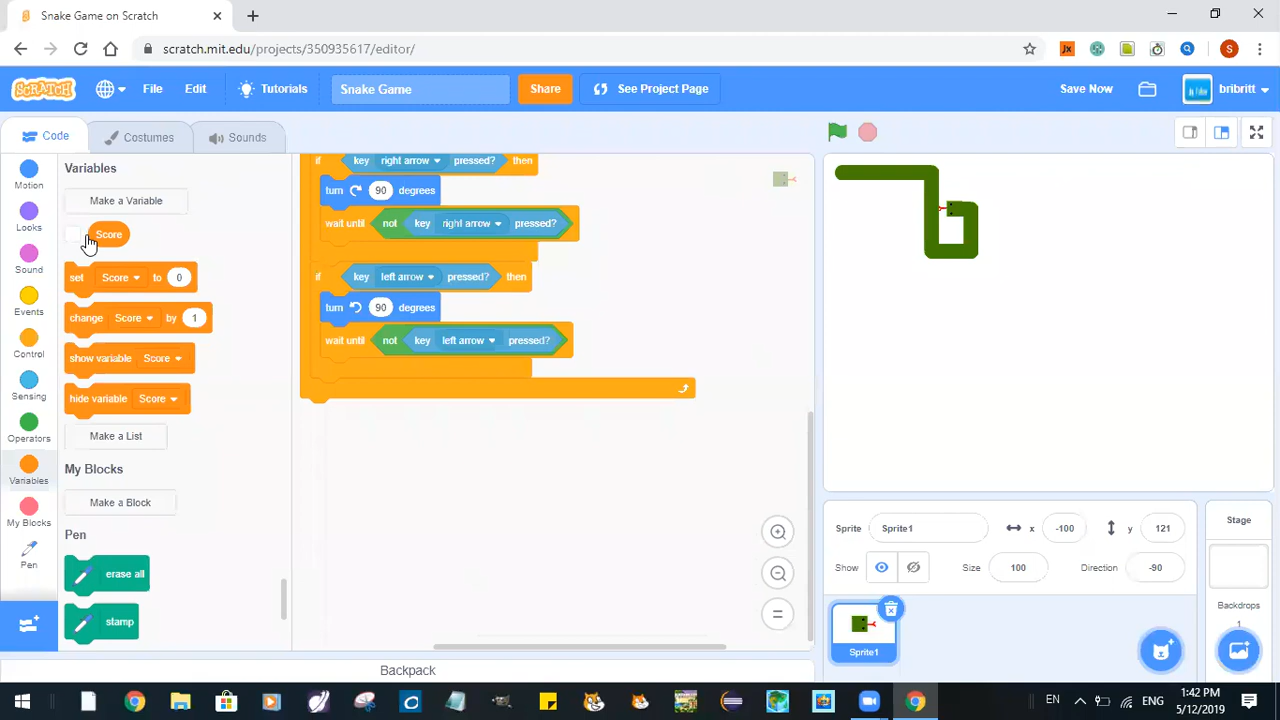 Snake Game on Scratch
scratch.mit.edu/projects/350935617/editor/
Jx
S
SCRATCH
File
Edit
Tutorials
Snake Game
Share
See Project Page
Save Now
bribritt
Code
Costumes
Sounds
Motion
Looks
Sound
Events
Control
Sensing
Operators
Variables
My Blocks
Pen
Variables
Make a Variable
Score
set Score to 0
change Score by 1
show variable Score
hide variable Score
Make a List
My Blocks
Make a Block
Pen
erase all
stamp
if key right arrow pressed? then
turn 90 degrees
wait until not key right arrow pressed?
if key left arrow pressed? then
turn 90 degrees
wait until not key left arrow pressed?
Backpack
Sprite Sprite1 x -100 y 121
Show Size 100 Direction -90
Sprite1
Stage
Backdrops
1
EN
ENG
1:42 PM
5/12/2019